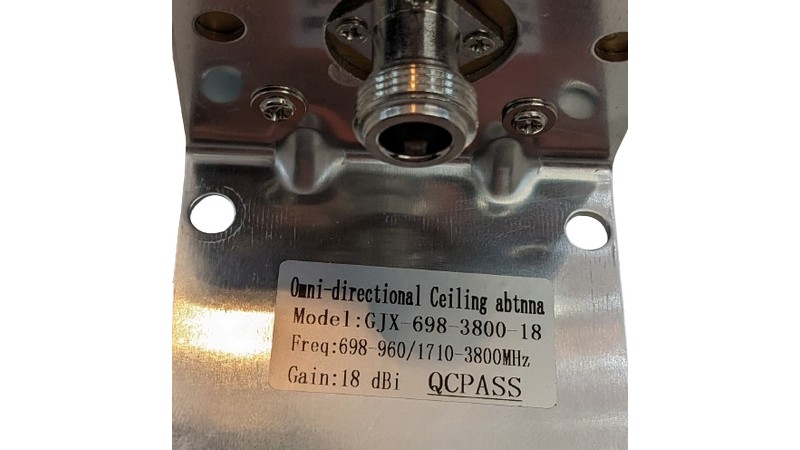 Omni-directional Ceiling abtnna
Model:GJX-698-3800-18
Freq:698-960/1710-3800MHz
Gain:18 dBi QCPASS